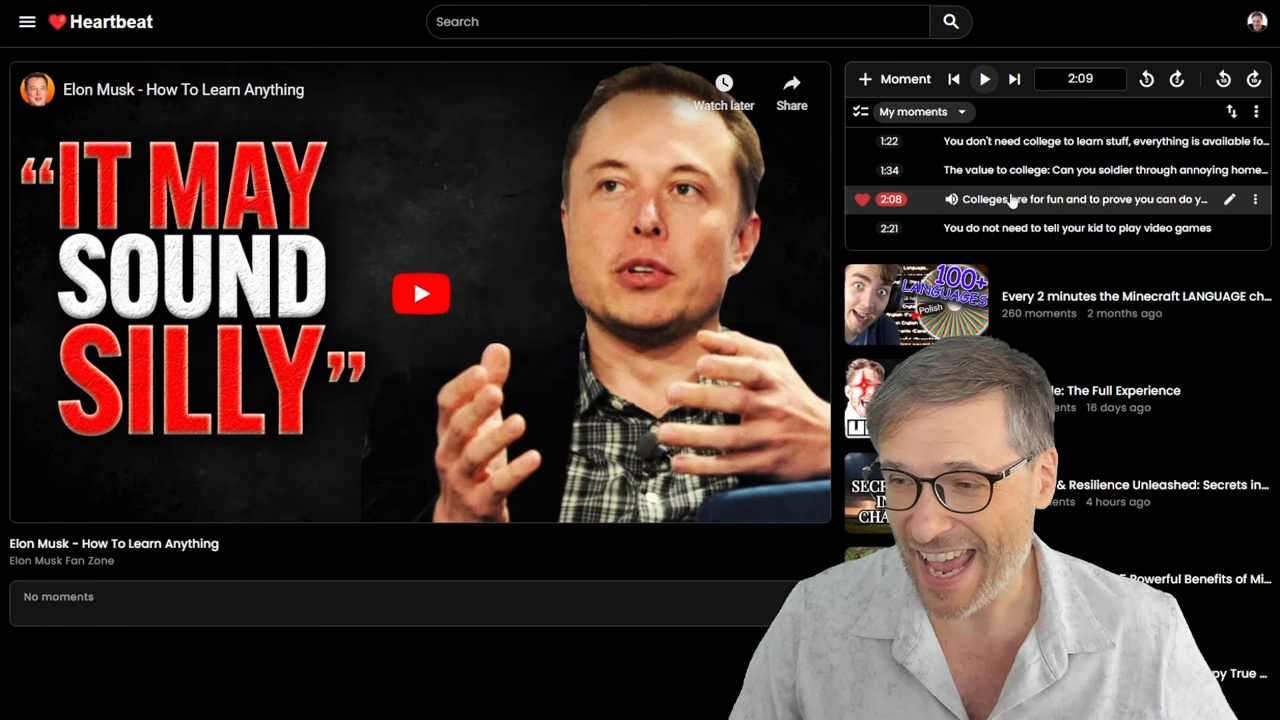 Heartbeat
Search
Elon Musk - How To Learn Anything
Watch later
Share
“IT MAY
SOUND
SILLY”
Elon Musk - How To Learn Anything
Elon Musk Fan Zone
No moments
+ Moment
2:09
My moments
1:22 You don't need college to learn stuff, everything is available fo...
1:34 The value to college: Can you soldier through annoying home...
2:08 Colleges are for fun and to prove you can do y...
2:21 You do not need to tell your kid to play video games
100+
LANGUAGES
Polish
Every 2 minutes the Minecraft LANGUAGE ch...
260 moments 2 months ago
The Full Experience
16 days ago
& Resilience Unleashed: Secrets in...
4 hours ago
Powerful Benefits of Mi...
True ...